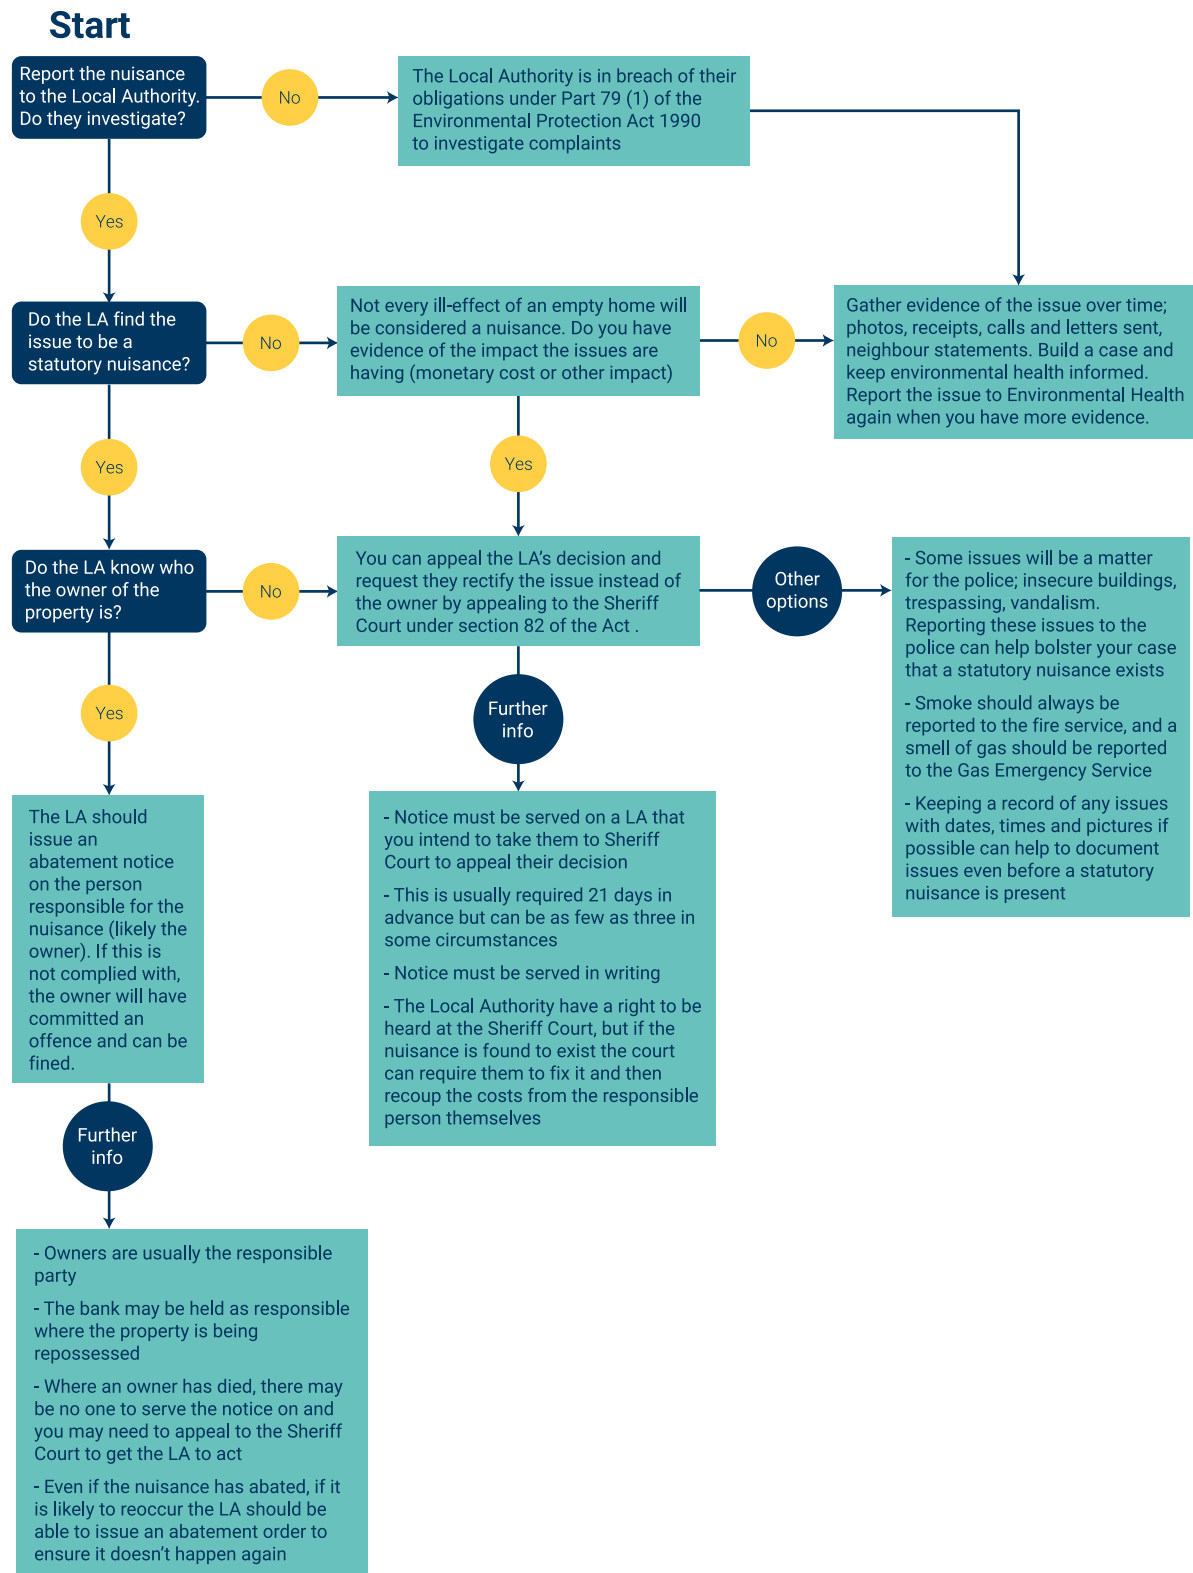 Start
Report the nuisance
to the Local Authority.
Do they investigate?
No
The Local Authority is in breach of their
obligations under Part 79 (1) of the
Environmental Protection Act 1990
to investigate complaints
Yes
Do the LA find the
issue to be a
statutory nuisance?
No
Not every ill-effect of an empty home will
be considered a nuisance. Do you have
evidence of the impact the issues are
having (monetary cost or other impact)
No
Gather evidence of the issue over time;
photos, receipts, calls and letters sent,
neighbour statements. Build a case and
keep environmental health informed.
Report the issue to Environmental Health
again when you have more evidence.
Yes
Yes
Do the LA know who
the owner of the
property is?
No
You can appeal the LA’s decision and
request they rectify the issue instead of
the owner by appealing to the Sheriff
Court under section 82 of the Act .
Other
options
- Some issues will be a matter
for the police; insecure buildings,
trespassing, vandalism.
Reporting these issues to the
police can help bolster your case
that a statutory nuisance exists
- Smoke should always be
reported to the fire service, and a
smell of gas should be reported
to the Gas Emergency Service
- Keeping a record of any issues
with dates, times and pictures if
possible can help to document
issues even before a statutory
nuisance is present
Yes
Further
info
The LA should
issue an
abatement notice
on the person
responsible for the
nuisance (likely the
owner). If this is
not complied with,
the owner will have
committed an
offence and can be
fined.
- Notice must be served on a LA that
you intend to take them to Sheriff
Court to appeal their decision
- This is usually required 21 days in
advance but can be as few as three in
some circumstances
- Notice must be served in writing
- The Local Authority have a right to be
heard at the Sheriff Court, but if the
nuisance is found to exist the court
can require them to fix it and then
recoup the costs from the responsible
person themselves
Further
info
- Owners are usually the responsible
party
- The bank may be held as responsible
where the property is being
repossessed
- Where an owner has died, there may
be no one to serve the notice on and
you may need to appeal to the Sheriff
Court to get the LA to act
- Even if the nuisance has abated, if it
is likely to reoccur the LA should be
able to issue an abatement order to
ensure it doesn’t happen again